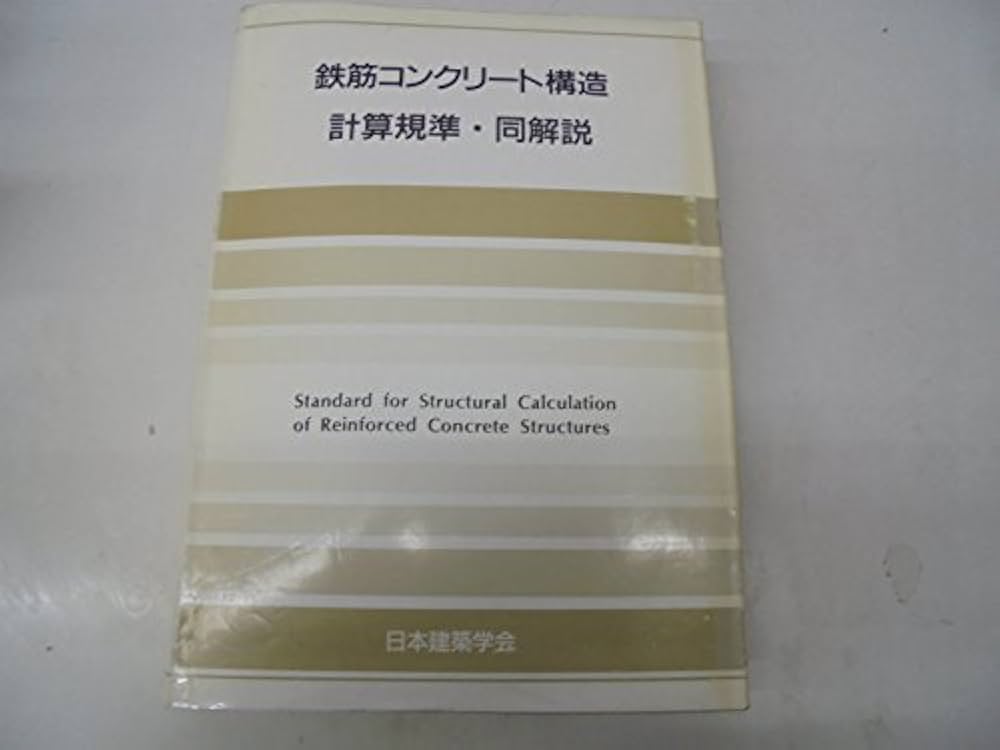 鉄筋コンクリート構造
計算規準・同解説
Standard for Structural Calculation
of Reinforced Concrete Structures
日本建築学会